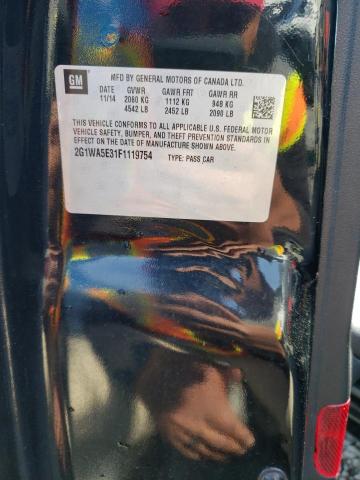 GM
MFD BY GENERAL MOTORS OF CANADA LTD.
DATE GVWR GAWR FRT GAWR RR
11/14 2060 KG 1112 KG 948 KG
4542 LB 2452 LB 2090 LB
THIS VEHICLE CONFORMS TO ALL APPLICABLE U.S. FEDERAL MOTOR
VEHICLE SAFETY, BUMPER, AND THEFT PREVENTION STANDARDS IN
EFFECT ON THE DATE OF MANUFACTURE SHOWN ABOVE.
2G1WA5E31F1119754 TYPE: PASS CAR